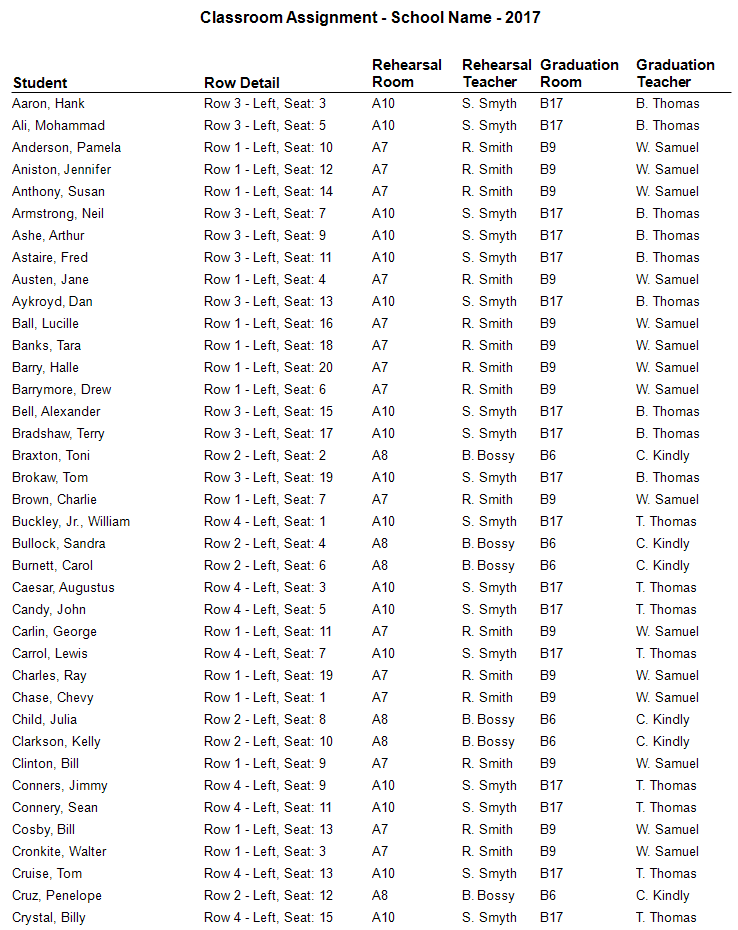 Classroom Assignment - School Name - 2017
Rehearsal Rehearsal Graduation Graduation
Student Row Detail Room Teacher Room Teacher
Aaron, Hank Row 3 - Left, Seat: 3 A10 S. Smyth B17 B. Thomas
Ali, Mohammad Row 3 - Left, Seat: 5 A10 S. Smyth B17 B. Thomas
Anderson, Pamela Row 1 - Left, Seat: 10 A7 R. Smith B9 W. Samuel
Aniston, Jennifer Row 1 - Left, Seat: 12 A7 R. Smith B9 W. Samuel
Anthony, Susan Row 1 - Left, Seat: 14 A7 R. Smith B9 W. Samuel
Armstrong, Neil Row 3 - Left, Seat: 7 A10 S. Smyth B17 B. Thomas
Ashe, Arthur Row 3 - Left, Seat: 9 A10 S. Smyth B17 B. Thomas
Astaire, Fred Row 3 - Left, Seat: 11 A10 S. Smyth B17 B. Thomas
Austen, Jane Row 1 - Left, Seat: 4 A7 R. Smith B9 W. Samuel
Aykroyd, Dan Row 3 - Left, Seat: 13 A10 S. Smyth B17 B. Thomas
Ball, Lucille Row 1 - Left, Seat: 16 A7 R. Smith B9 W. Samuel
Banks, Tara Row 1 - Left, Seat: 18 A7 R. Smith B9 W. Samuel
Barry, Halle Row 1 - Left, Seat: 20 A7 R. Smith B9 W. Samuel
Barrymore, Drew Row 1 - Left, Seat: 6 A7 R. Smith B9 W. Samuel
Bell, Alexander Row 3 - Left, Seat: 15 A10 S. Smyth B17 B. Thomas
Bradshaw, Terry Row 3 - Left, Seat: 17 A10 S. Smyth B17 B. Thomas
Braxton, Toni Row 2 - Left, Seat: 2 A8 B. Bossy B6 C. Kindly
Brokaw, Tom Row 3 - Left, Seat: 19 A10 S. Smyth B17 B. Thomas
Brown, Charlie Row 1 - Left, Seat: 7 A7 R. Smith B9 W. Samuel
Buckley, Jr., William Row 4 - Left, Seat: 1 A10 S. Smyth B17 T. Thomas
Bullock, Sandra Row 2 - Left, Seat: 4 A8 B. Bossy B6 C. Kindly
Burnett, Carol Row 2 - Left, Seat: 6 A8 B. Bossy B6 C. Kindly
Caesar, Augustus Row 4 - Left, Seat: 3 A10 S. Smyth B17 T. Thomas
Candy, John Row 4 - Left, Seat: 5 A10 S. Smyth B17 T. Thomas
Carlin, George Row 1 - Left, Seat: 11 A7 R. Smith B9 W. Samuel
Carrol, Lewis Row 4 - Left, Seat: 7 A10 S. Smyth B17 T. Thomas
Charles, Ray Row 1 - Left, Seat: 19 A7 R. Smith B9 W. Samuel
Chase, Chevy Row 1 - Left, Seat: 1 A7 R. Smith B9 W. Samuel
Child, Julia Row 2 - Left, Seat: 8 A8 B. Bossy B6 C. Kindly
Clarkson, Kelly Row 2 - Left, Seat: 10 A8 B. Bossy B6 C. Kindly
Clinton, Bill Row 1 - Left, Seat: 9 A7 R. Smith B9 W. Samuel
Conners, Jimmy Row 4 - Left, Seat: 9 A10 S. Smyth B17 T. Thomas
Connery, Sean Row 4 - Left, Seat: 11 A10 S. Smyth B17 T. Thomas
Cosby, Bill Row 1 - Left, Seat: 13 A7 R. Smith B9 W. Samuel
Cronkite, Walter Row 1 - Left, Seat: 3 A7 R. Smith B9 W. Samuel
Cruise, Tom Row 4 - Left, Seat: 13 A10 S. Smyth B17 T. Thomas
Cruz, Penelope Row 2 - Left, Seat: 12 A8 B. Bossy B6 C. Kindly
Crystal, Billy Row 4 - Left, Seat: 15 A10 S. Smyth B17 T. Thomas